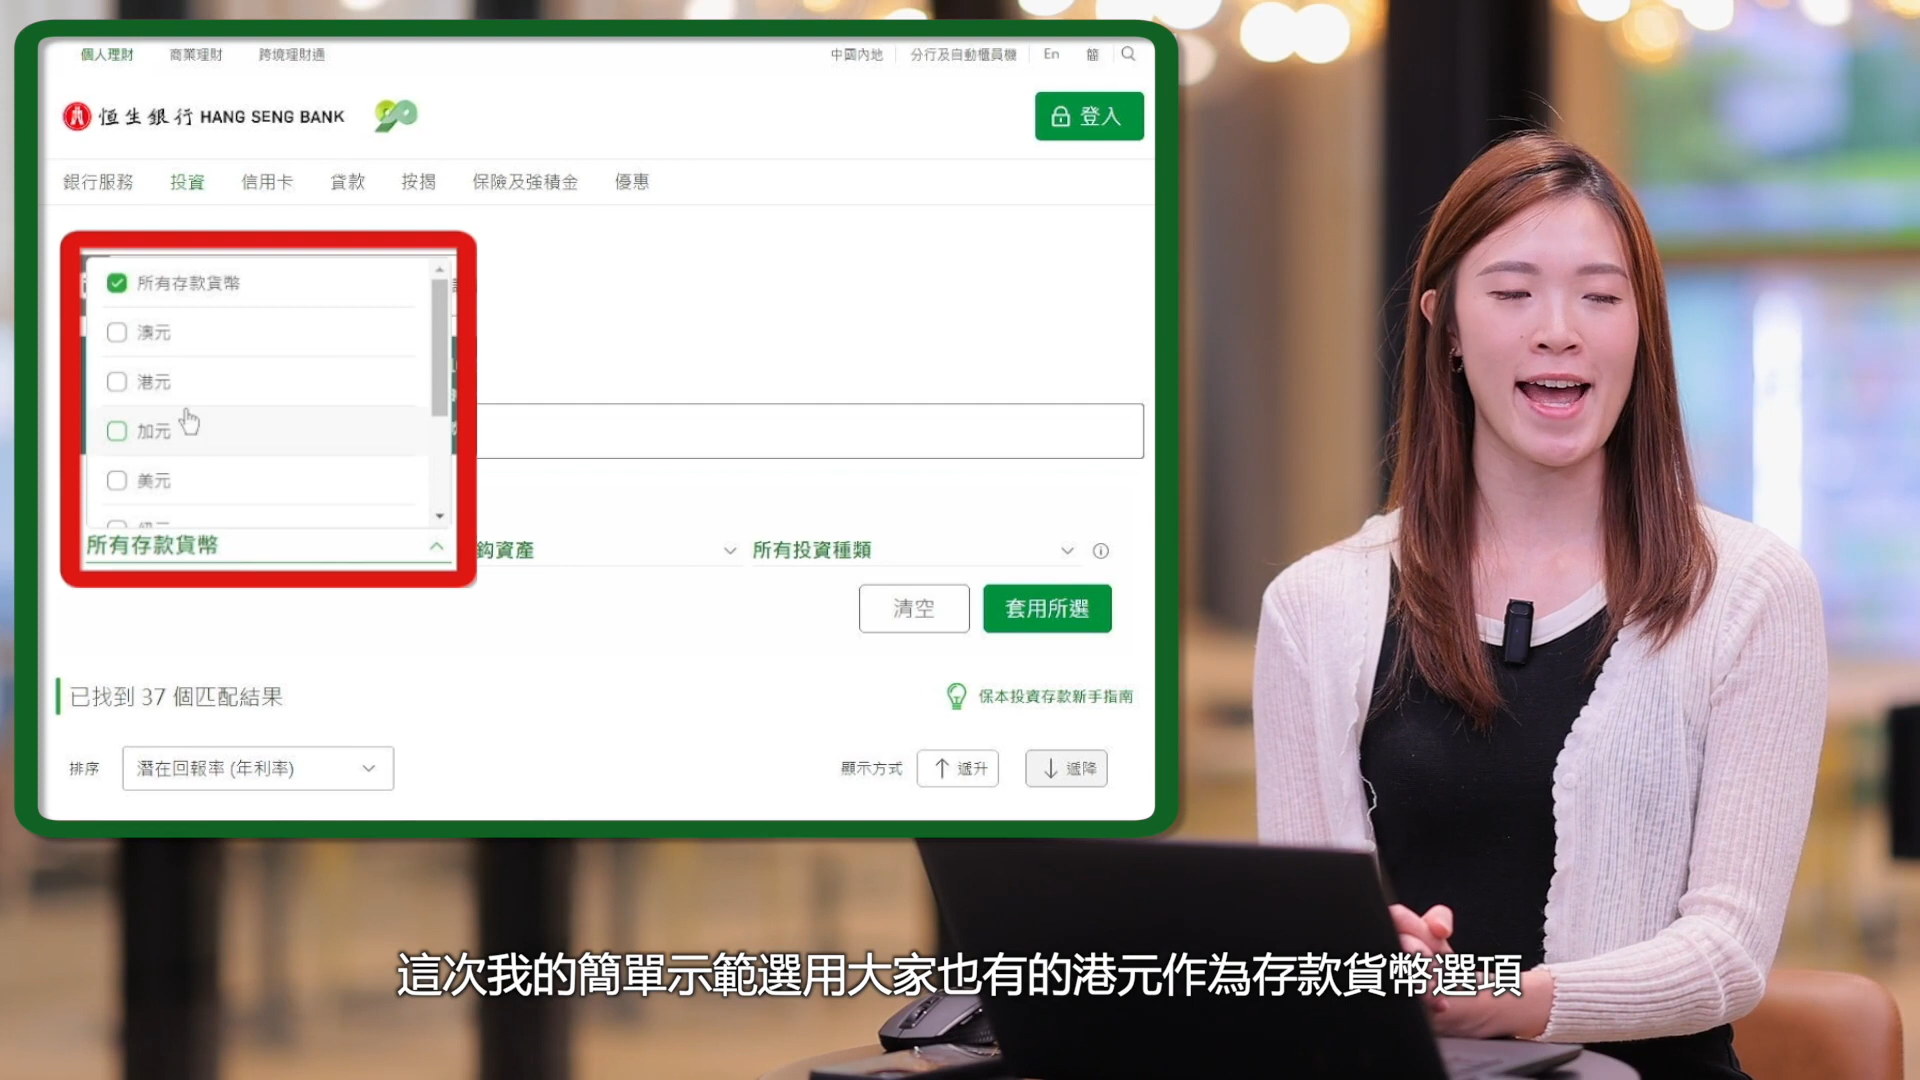 個人理財 商業理財 跨境理財通 中國內地 分行及自動櫃員機 En 簡
恒生銀行 HANG SENG BANK 90 登入
銀行服務 投資 信用卡 貸款 按揭 保險及強積金 優惠
所有存款貨幣
澳元
港元
加元
美元
所有存款貨幣 鈎資產 所有投資種類
清空 套用所選
已找到 37 個匹配結果 保本投資存款新手指南
排序 潛在回報率 (年利率) 顯示方式 遞升 遞降
這次我的簡單示範選用大家也有的港元作為存款貨幣選項